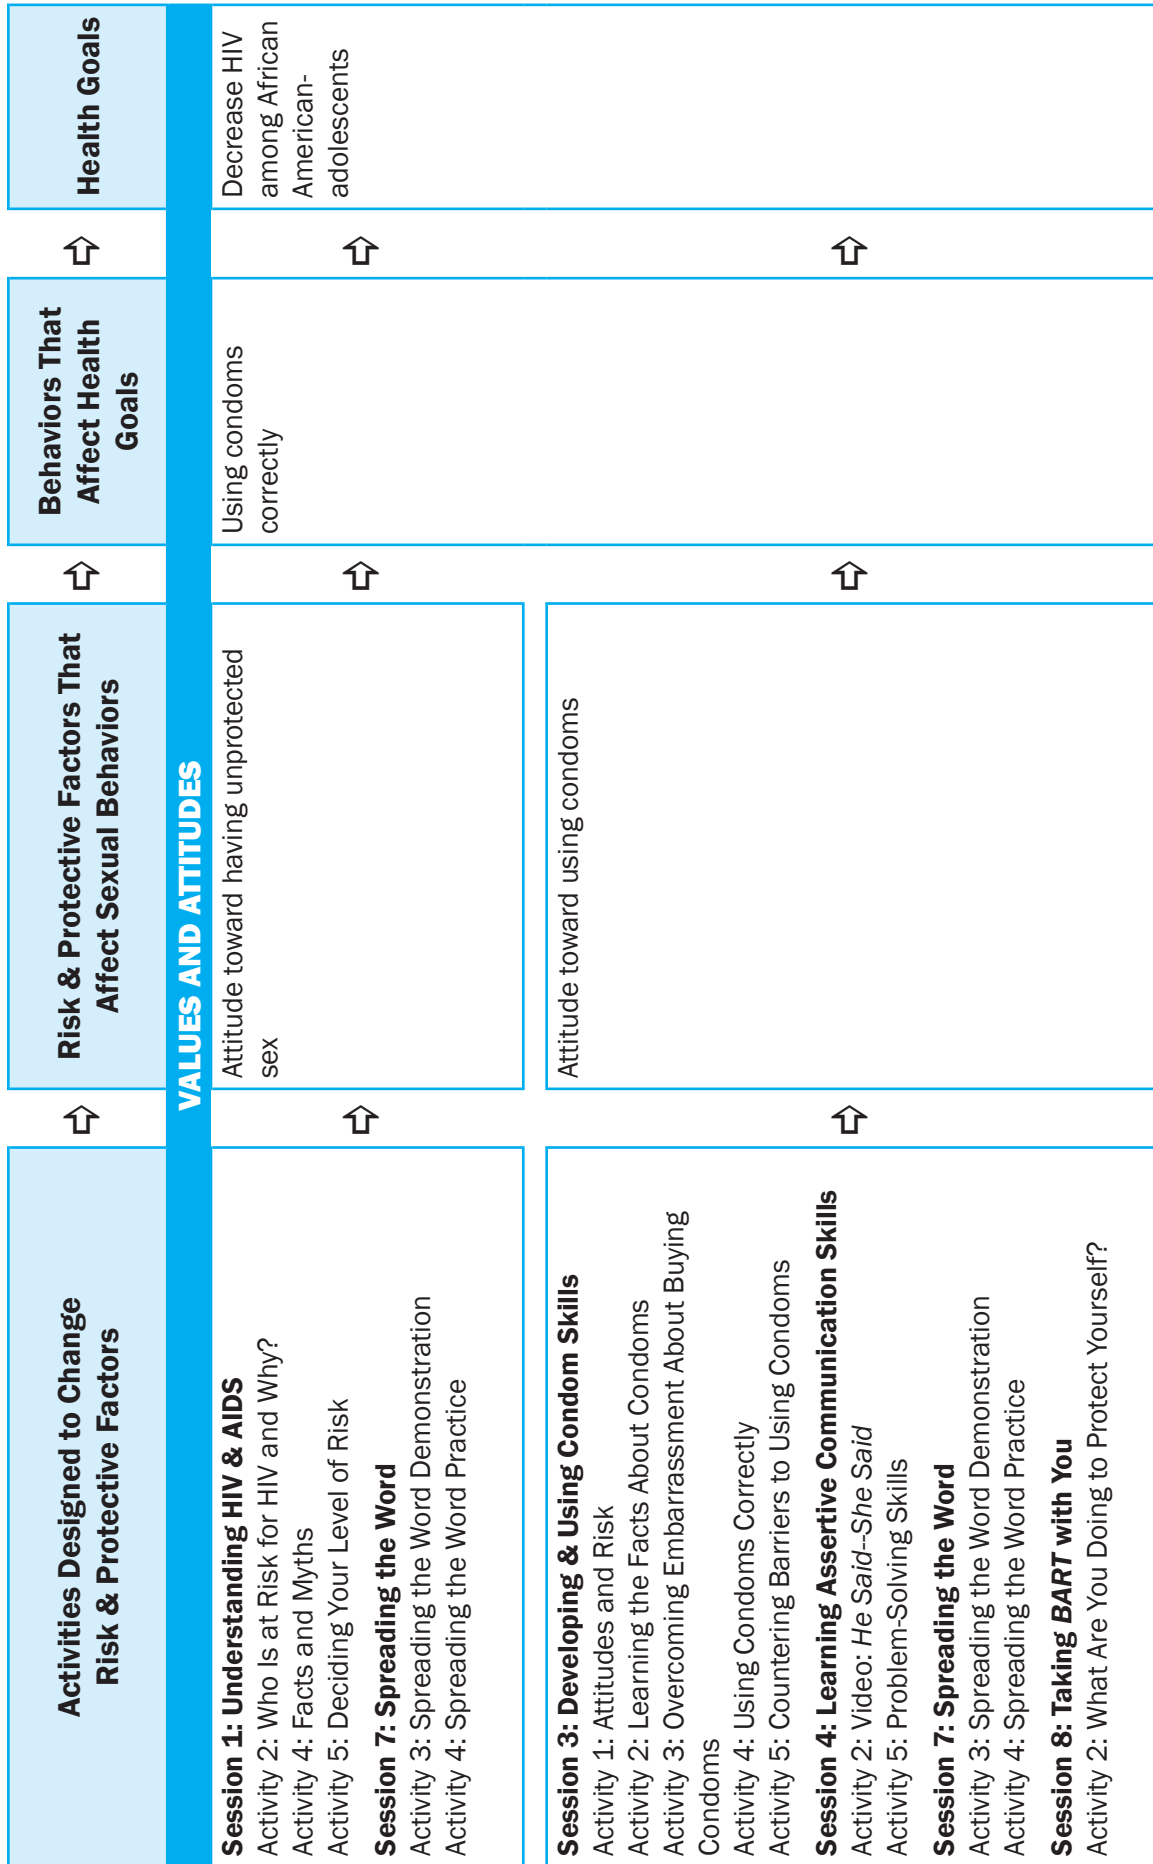 Activities Designed to Change
Risk & Protective Factors
Risk & Protective Factors That
Affect Sexual Behaviors
Behaviors That
Affect Health
Goals
Health Goals
VALUES AND ATTITUDES
Session 1: Understanding HIV & AIDS
Activity 2: Who Is at Risk for HIV and Why?
Activity 4: Facts and Myths
Activity 5: Deciding Your Level of Risk
Session 7: Spreading the Word
Activity 3: Spreading the Word Demonstration
Activity 4: Spreading the Word Practice
Attitude toward having unprotected
sex
Using condoms
correctly
Decrease HIV
among African
American-
adolescents
Session 3: Developing & Using Condom Skills
Activity 1: Attitudes and Risk
Activity 2: Learning the Facts About Condoms
Activity 3: Overcoming Embarrassment About Buying
Condoms
Activity 4: Using Condoms Correctly
Activity 5: Countering Barriers to Using Condoms
Session 4: Learning Assertive Communication Skills
Activity 2: Video: He Said--She Said
Activity 5: Problem-Solving Skills
Session 7: Spreading the Word
Activity 3: Spreading the Word Demonstration
Activity 4: Spreading the Word Practice
Session 8: Taking BART with You
Activity 2: What Are You Doing to Protect Yourself?
Attitude toward using condoms